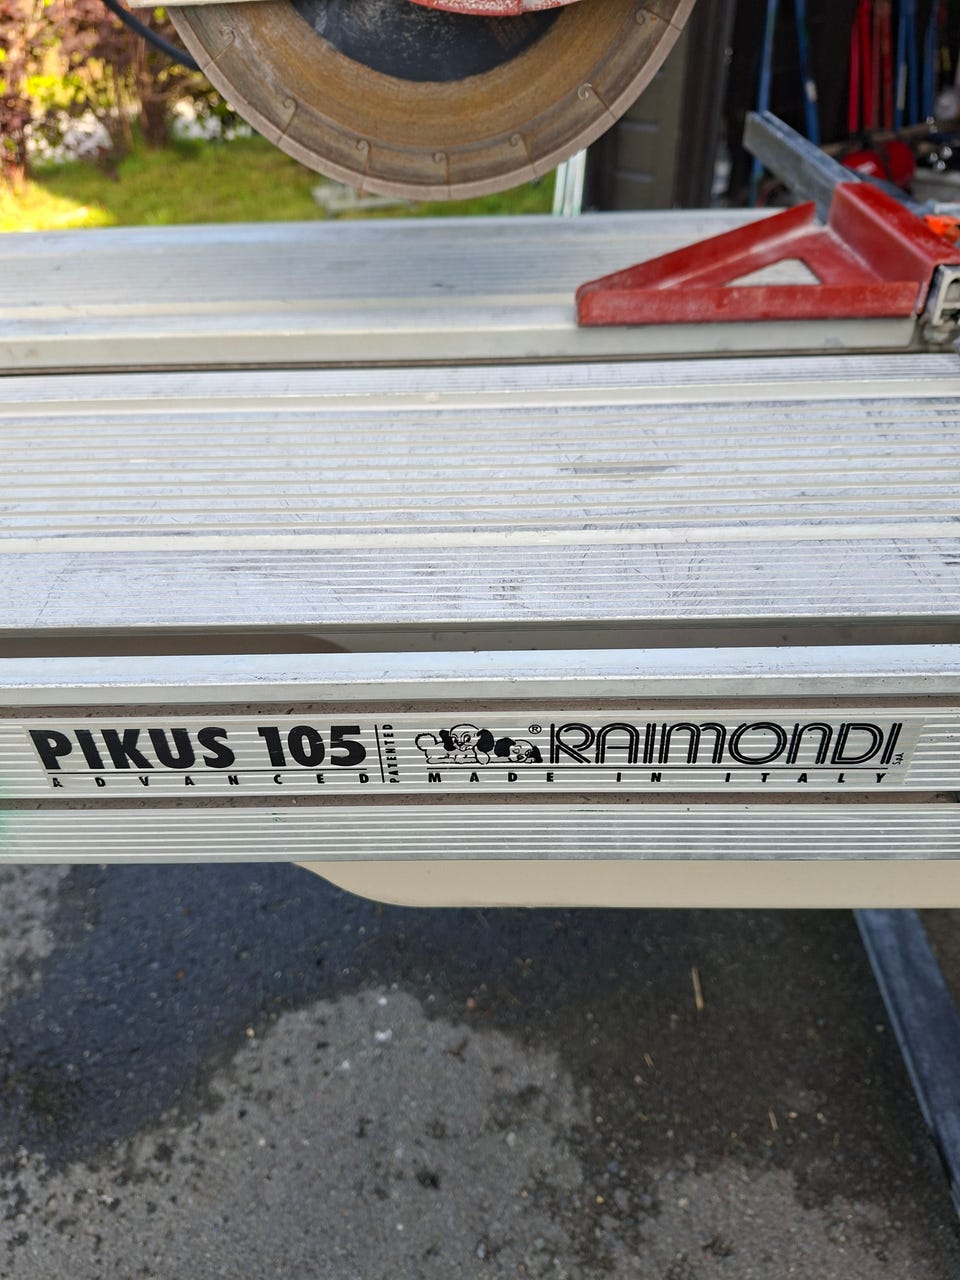 PIKUS 105
ADVANCED
PATENTED
® RAIMONDI
MADE IN ITALY